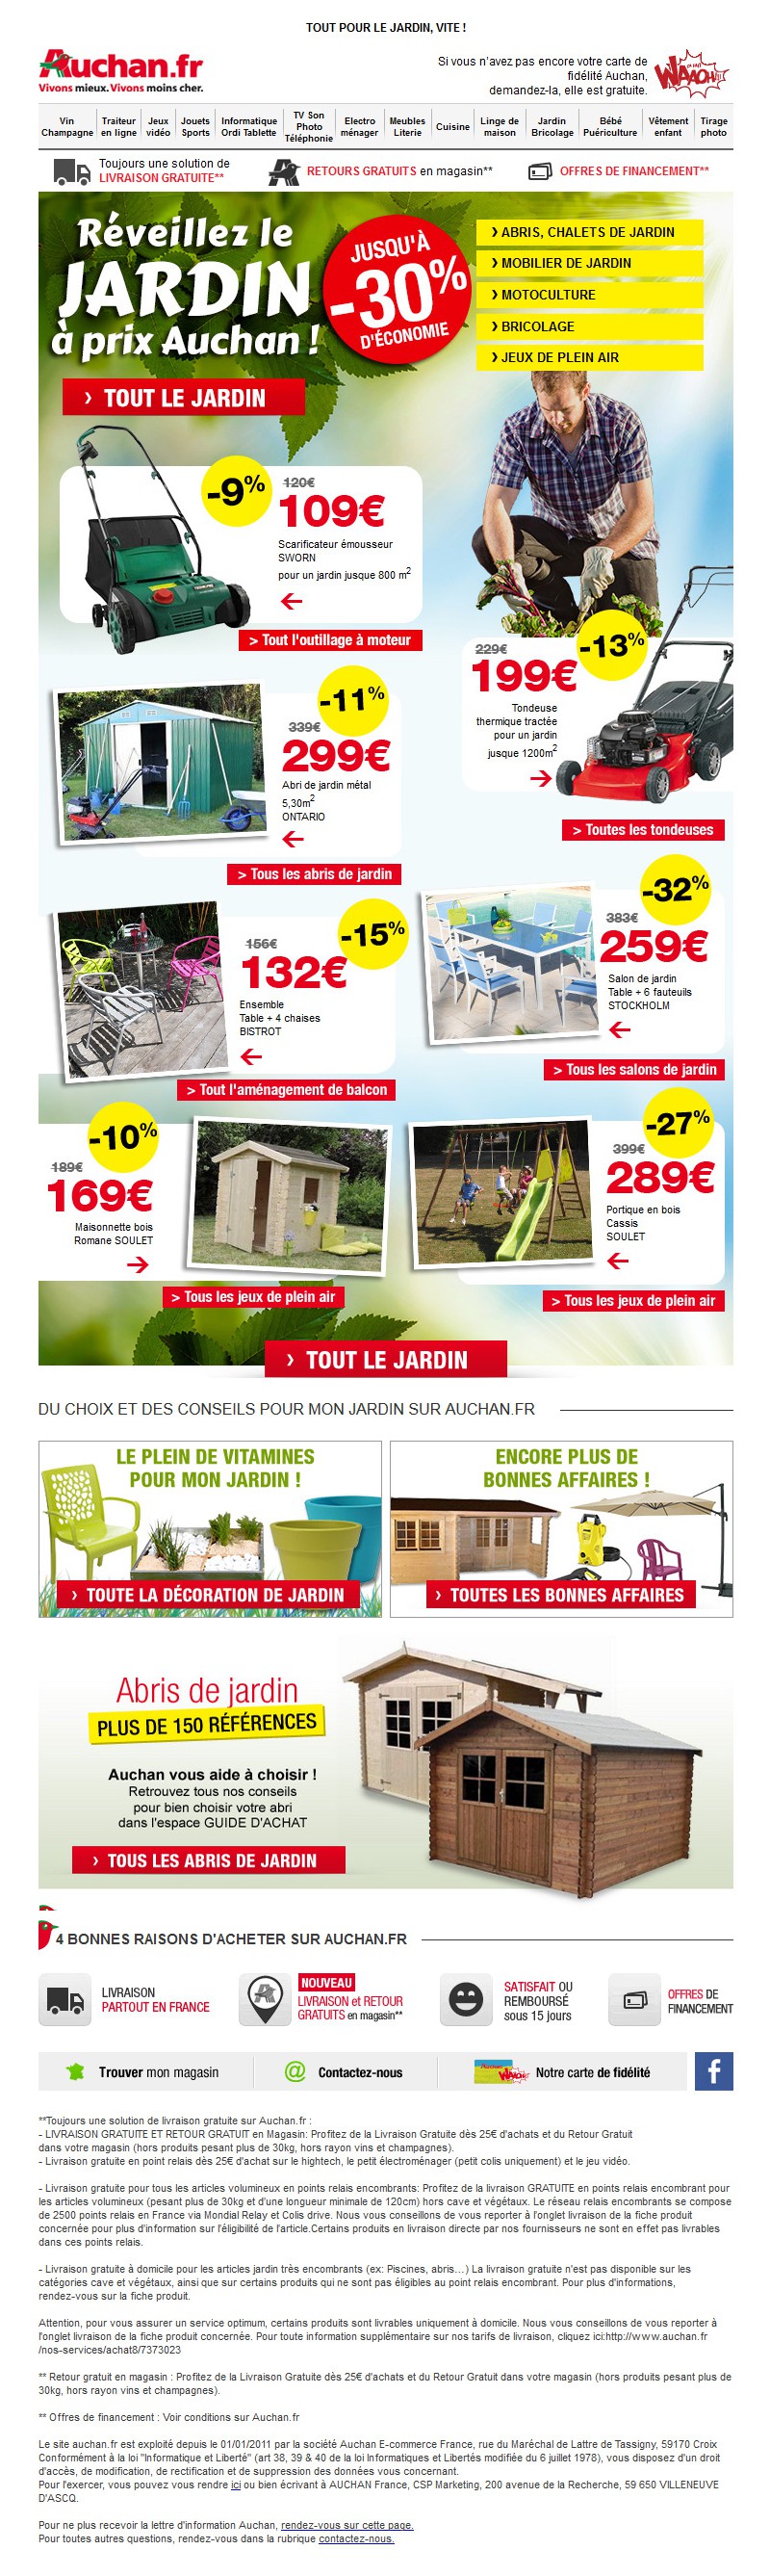 TOUT POUR LE JARDIN, VITE !
Auchan.fr
Vivons mieux. Vivons moins cher.
Si vous n'avez pas encore votre carte de
fidélité Auchan,
demandez-la, elle est gratuite.
WAAOH!
Vin
Champagne
Traiteur
en ligne
Jeux
vidéo
Jouets
Sports
Informatique
Ordi Tablette
TV Son
Photo
Téléphonie
Electro
ménager
Meubles
Literie
Cuisine
Linge de
maison
Jardin
Bricolage
Bébé
Puériculture
Vêtement
enfant
Tirage
photo
Toujours une solution de
LIVRAISON GRATUITE**
RETOURS GRATUITS en magasin**
OFFRES DE FINANCEMENT**
Réveillez le
JARDIN
à prix Auchan !
JUSQU'À
-30%
D'ÉCONOMIE
› ABRIS, CHALETS DE JARDIN
› MOBILIER DE JARDIN
› MOTOCULTURE
› BRICOLAGE
› JEUX DE PLEIN AIR
› TOUT LE JARDIN
-9%
120€
109€
Scarificateur émousseur
SWORN
pour un jardin jusque 800 m2
> Tout l'outillage à moteur
-13%
229€
199€
Tondeuse
thermique tractée
pour un jardin
jusque 1200m2
> Toutes les tondeuses
-11%
339€
299€
Abri de jardin métal
5,30m2
ONTARIO
> Tous les abris de jardin
-15%
156€
132€
Ensemble
Table + 4 chaises
BISTROT
> Tout l'aménagement de balcon
-32%
383€
259€
Salon de jardin
Table + 6 fauteuils
STOCKHOLM
> Tous les salons de jardin
-10%
189€
169€
Maisonnette bois
Romane SOULET
> Tous les jeux de plein air
-27%
399€
289€
Portique en bois
Cassis
SOULET
> Tous les jeux de plein air
› TOUT LE JARDIN
DU CHOIX ET DES CONSEILS POUR MON JARDIN SUR AUCHAN.FR
LE PLEIN DE VITAMINES
POUR MON JARDIN !
› TOUTE LA DÉCORATION DE JARDIN
ENCORE PLUS DE
BONNES AFFAIRES !
› TOUTES LES BONNES AFFAIRES
Abris de jardin
PLUS DE 150 RÉFÉRENCES
Auchan vous aide à choisir !
Retrouvez tous nos conseils
pour bien choisir votre abri
dans l'espace GUIDE D'ACHAT
› TOUS LES ABRIS DE JARDIN
4 BONNES RAISONS D'ACHETER SUR AUCHAN.FR
LIVRAISON
PARTOUT EN FRANCE
NOUVEAU
LIVRAISON et RETOUR
GRATUITS en magasin**
SATISFAIT OU
REMBOURSÉ
sous 15 jours
OFFRES DE
FINANCEMENT
Trouver mon magasin
@ Contactez-nous
Notre carte de fidélité
f
**Toujours une solution de livraison gratuite sur Auchan.fr :
- LIVRAISON GRATUITE ET RETOUR GRATUIT en Magasin: Profitez de la Livraison Gratuite dès 25€ d'achats et du Retour Gratuit
dans votre magasin (hors produits pesant plus de 30kg, hors rayon vins et champagnes).
- Livraison gratuite en point relais dès 25€ d'achat sur le hightech, le petit électroménager (petit colis uniquement) et le jeu vidéo.
- Livraison gratuite pour tous les articles volumineux en points relais encombrants: Profitez de la livraison GRATUITE en points relais encombrant pour
les articles volumineux (pesant plus de 30kg et d'une longueur minimale de 120cm) hors cave et végétaux. Le réseau relais encombrants se compose
de 2500 points relais en France via Mondial Relay et Colis drive. Nous vous conseillons de vous reporter à l'onglet livraison de la fiche produit
concernée pour plus d'information sur l'éligibilité de l'article.Certains produits en livraison directe par nos fournisseurs ne sont en effet pas livrables
dans ces points relais.
- Livraison gratuite à domicile pour les articles jardin très encombrants (ex: Piscines, abris...) La livraison gratuite n'est pas disponible sur les
catégories cave et végétaux, ainsi que sur certains produits qui ne sont pas éligibles au point relais encombrant. Pour plus d'informations,
rendez-vous sur la fiche produit.
Attention, pour vous assurer un service optimum, certains produits sont livrables uniquement à domicile. Nous vous conseillons de vous reporter à
l'onglet livraison de la fiche produit concernée. Pour toute information supplémentaire sur nos tarifs de livraison, cliquez ici:http://www.auchan.fr
/nos-services/achat8/7373023
** Retour gratuit en magasin : Profitez de la Livraison Gratuite dès 25€ d'achats et du Retour Gratuit dans votre magasin (hors produits pesant plus de
30kg, hors rayon vins et champagnes).
** Offres de financement : Voir conditions sur Auchan.fr
Le site auchan.fr est exploité depuis le 01/01/2011 par la société Auchan E-commerce France, rue du Maréchal de Lattre de Tassigny, 59170 Croix
Conformément à la loi "Informatique et Liberté" (art 38, 39 & 40 de la loi Informatiques et Libertés modifiée du 6 juillet 1978), vous disposez d'un droit
d'accès, de modification, de rectification et de suppression des données vous concernant.
Pour l'exercer, vous pouvez vous rendre ici ou bien écrivant à AUCHAN France, CSP Marketing, 200 avenue de la Recherche, 59 650 VILLENEUVE
D'ASCQ.
Pour ne plus recevoir la lettre d'information Auchan, rendez-vous sur cette page.
Pour toutes autres questions, rendez-vous dans la rubrique contactez-nous.